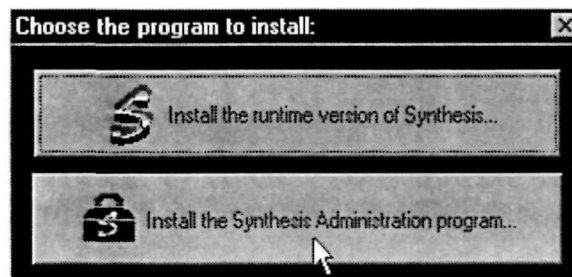 Choose the program to install:
Install the runtime version of Synthesis...
Install the Synthesis Administration program...